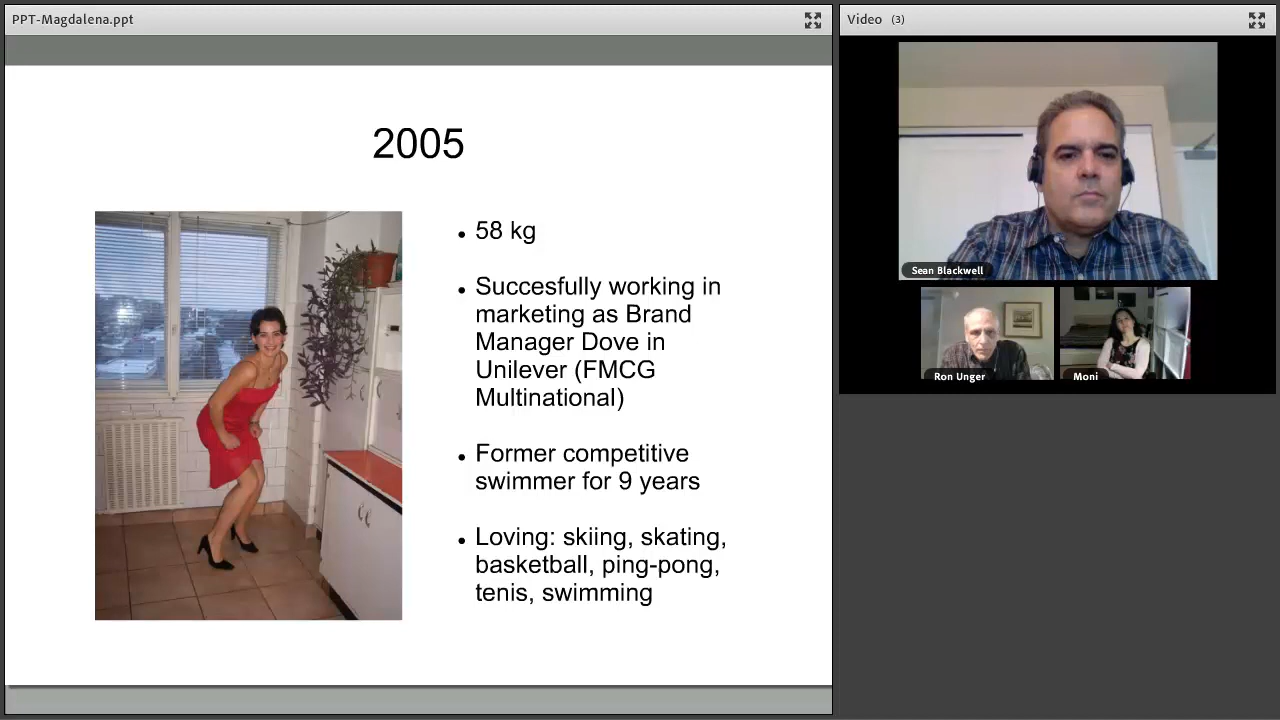 PPT-Magdalena.ppt
2005
• 58 kg
• Succesfully working in
marketing as Brand
Manager Dove in
Unilever (FMCG
Multinational)
• Former competitive
swimmer for 9 years
• Loving: skiing, skating,
basketball, ping-pong,
tenis, swimming
Video (3)
Sean Blackwell
Ron Unger
Moni